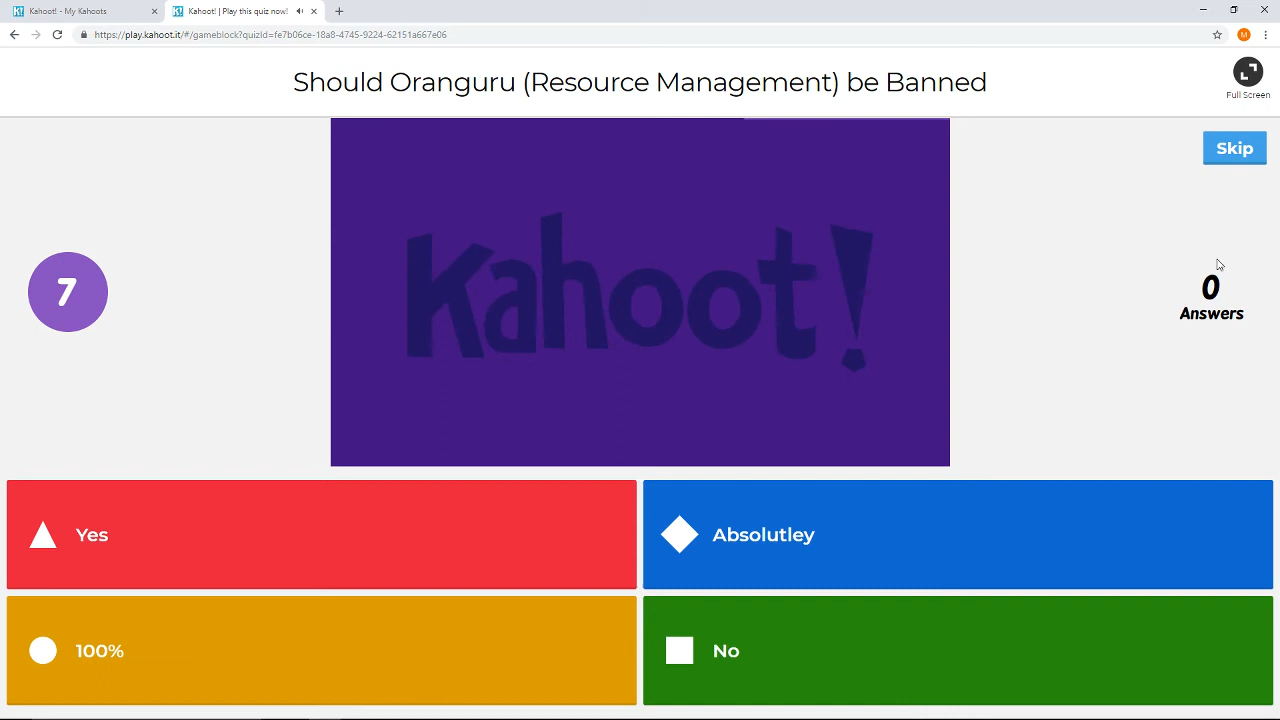 Kahoot! - My Kahoots
Kahoot! | Play this quiz now!
https://play.kahoot.it/#/gameblock?quizId=fe7b06ce-18a8-4745-9224-62151a667e06
M
Should Oranguru (Resource Management) be Banned
Full Screen
Skip
Kahoot!
7
0
Answers
Yes
Absolutley
100%
No